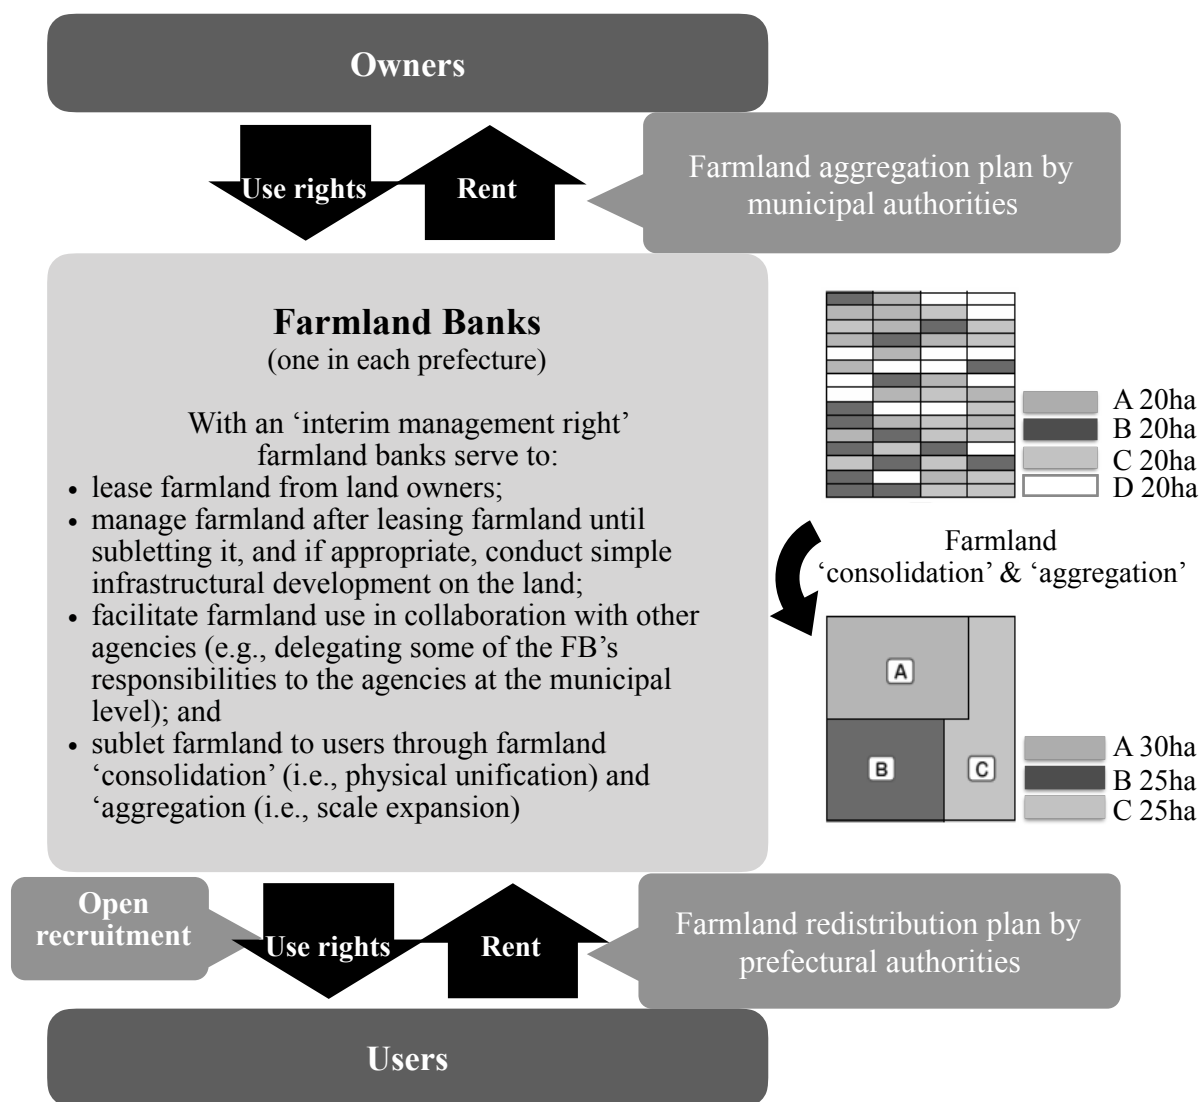 Owners
Use rights
Rent
Farmland aggregation plan by
municipal authorities
Farmland Banks
(one in each prefecture)
With an ‘interim management right’
farmland banks serve to:
• lease farmland from land owners;
• manage farmland after leasing farmland until
subletting it, and if appropriate, conduct simple
infrastructural development on the land;
• facilitate farmland use in collaboration with other
agencies (e.g., delegating some of the FB’s
responsibilities to the agencies at the municipal
level); and
• sublet farmland to users through farmland
‘consolidation’ (i.e., physical unification) and
‘aggregation (i.e., scale expansion)
A 20ha
B 20ha
C 20ha
D 20ha
Farmland
‘consolidation’ & ‘aggregation’
A
B
C
A 30ha
B 25ha
C 25ha
Open
recruitment
Use rights
Rent
Farmland redistribution plan by
prefectural authorities
Users